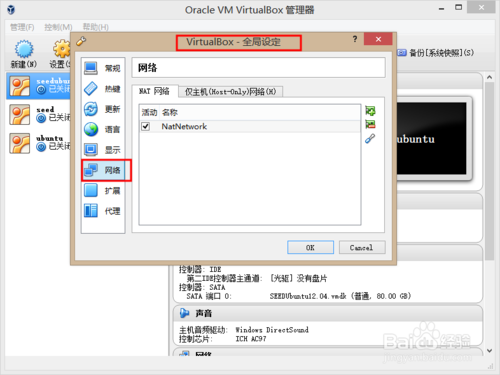 Oracle VM VirtualBox 管理器
管理(F) 控制(M) 帮助(H)
新建(N) 设置(S)
备份[系统快照](S)
seedubu
已关闭
seed
已关闭
ubuntu
已关闭
VirtualBox - 全局设定
常规
热键
更新
语言
显示
网络
扩展
代理
网络
NAT 网络 仅主机(Host-Only)网络(H)
活动 名称
NatNetwork
OK Cancel
ubuntu
控制器: IDE
第二IDE控制器主通道: [光驱] 没有盘片
控制器: SATA
SATA 端口 0: SEEDUbuntu12.04.vmdk (普通, 80.00 GB)
声音
主机音频驱动: Windows DirectSound
控制芯片: ICH AC97
网络
Baidu 经验
jingyan.baidu.com